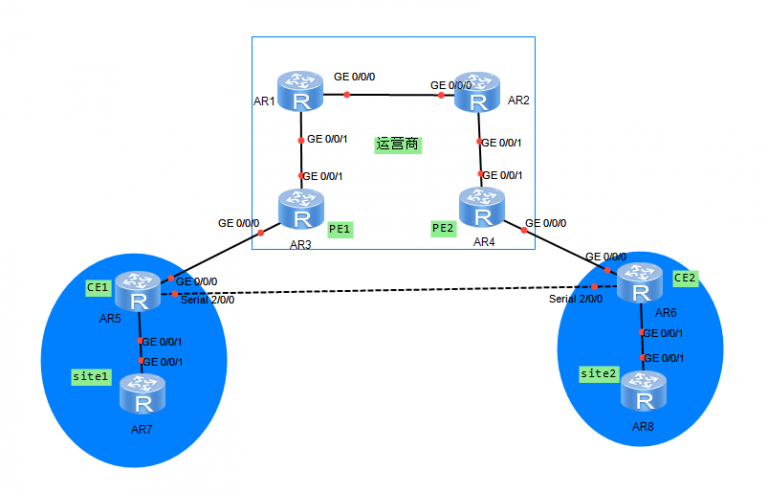 GE 0/0/0
GE 0/0/0
R
AR1
R
AR2
GE 0/0/1
运营商
GE 0/0/1
GE 0/0/1
GE 0/0/1
R
R
GE 0/0/0
PE1
PE2
GE 0/0/0
AR3
AR4
GE 0/0/0
CE1
GE 0/0/0
CE2
R
R
Serial 2/0/0
Serial 2/0/0
AR5
AR6
GE 0/0/1
GE 0/0/1
GE 0/0/1
GE 0/0/1
site1
site2
R
R
AR7
AR8